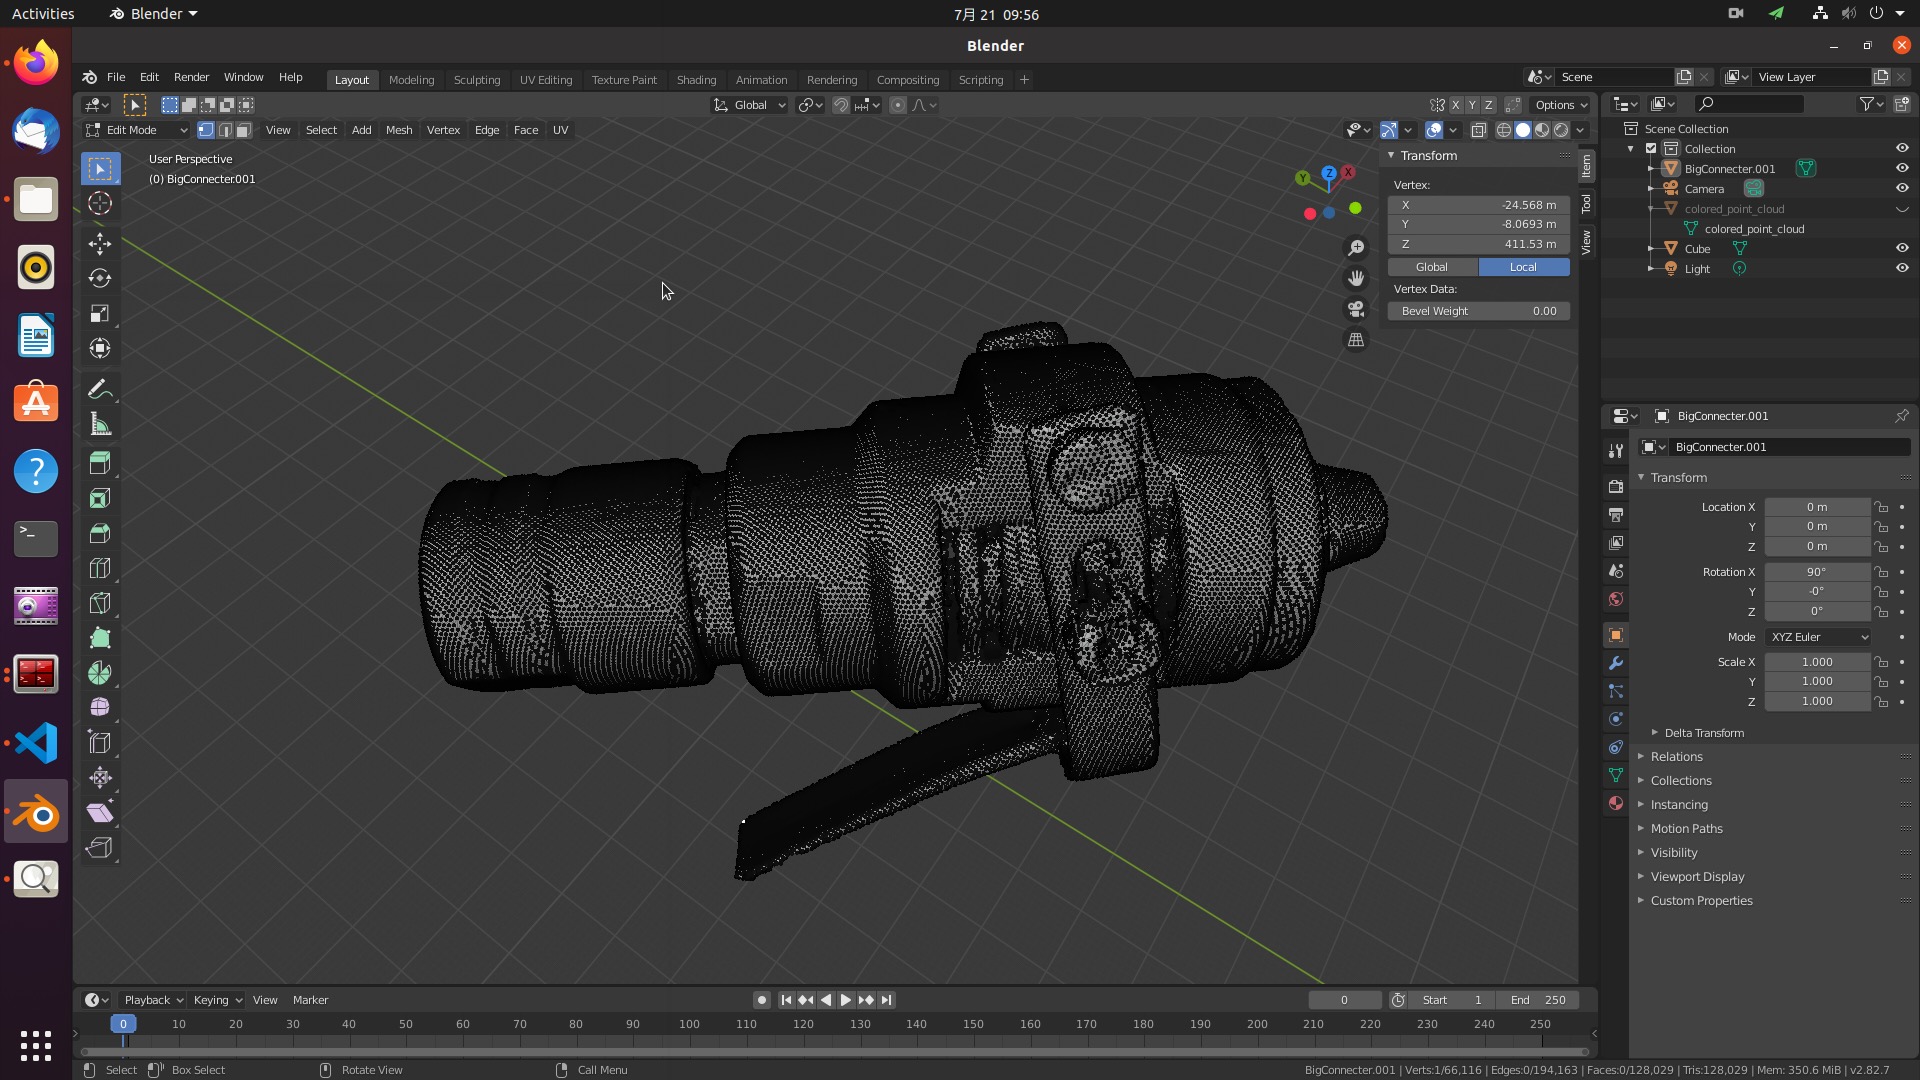 Activities
Blender
7月 21 09:56
Blender
File Edit Render Window Help
Layout Modeling Sculpting UV Editing Texture Paint Shading Animation Rendering Compositing Scripting +
Scene
View Layer
Global
X Y Z
Options
Edit Mode
View Select Add Mesh Vertex Edge Face UV
User Perspective
(0) BigConnecter.001
Y Z X
Transform
Vertex:
X -24.568 m
Y -8.0693 m
Z 411.53 m
Global Local
Vertex Data:
Bevel Weight 0.00
Item
Tool
View
Scene Collection
Collection
BigConnecter.001
Camera
colored_point_cloud
colored_point_cloud
Cube
Light
BigConnecter.001
BigConnecter.001
Transform
Location X 0 m
Y 0 m
Z 0 m
Rotation X 90°
Y -0°
Z 0°
Mode XYZ Euler
Scale X 1.000
Y 1.000
Z 1.000
Delta Transform
Relations
Collections
Instancing
Motion Paths
Visibility
Viewport Display
Custom Properties
Playback Keying View Marker
0
Start 1
End 250
0 10 20 30 40 50 60 70 80 90 100 110 120 130 140 150 160 170 180 190 200 210 220 230 240 250
Select Box Select Rotate View Call Menu
BigConnecter.001 | Verts:1/66,116 | Edges:0/194,163 | Faces:0/128,029 | Tris:128,029 | Mem: 350.6 MiB | v2.82.7